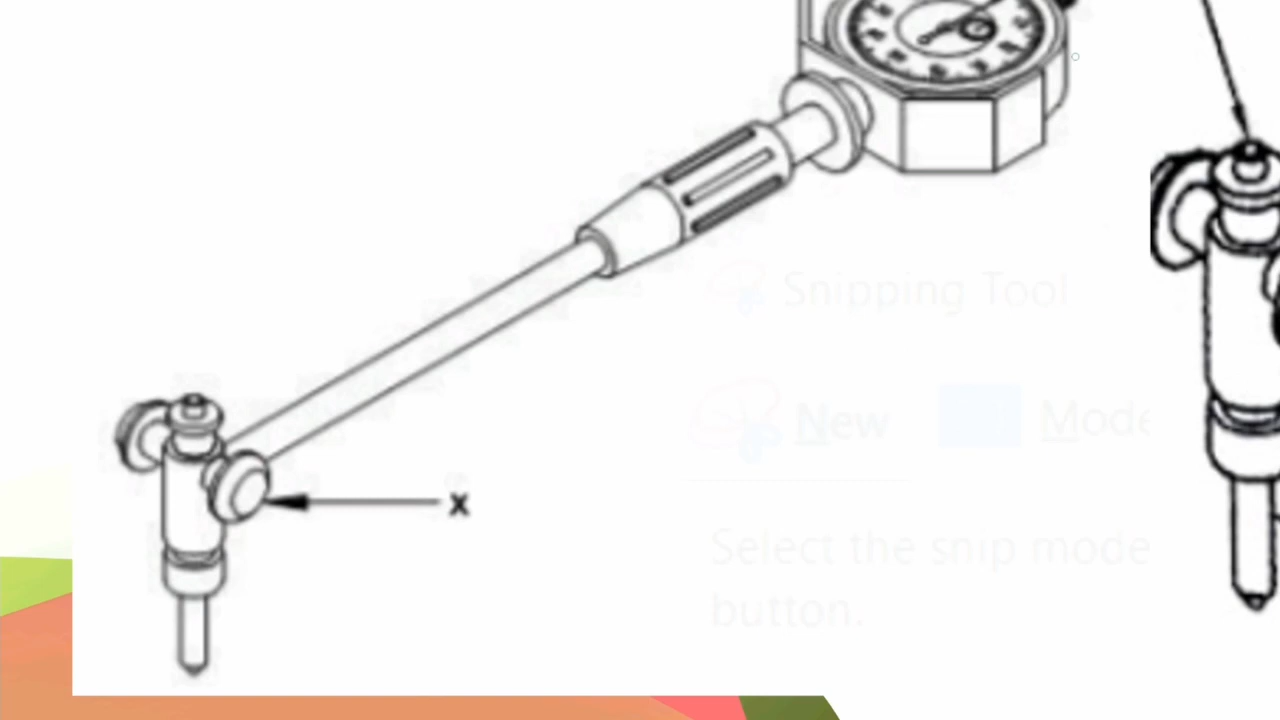 Snipping Tool
New Mode
Select the snip mode
button.
x